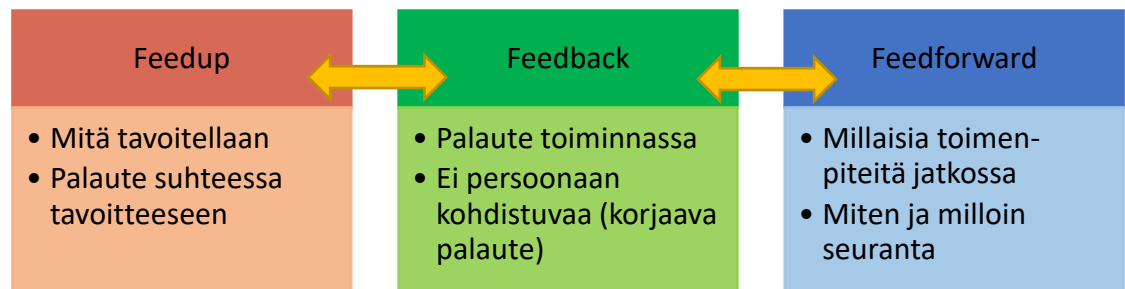 Feedup
• Mitä tavoitellaan
• Palaute suhteessa
tavoitteeseen
Feedback
• Palaute toiminnassa
• Ei persoonaan
kohdistuvaa (korjaava
palaute)
Feedforward
• Millaisia toimen-
piteitä jatkossa
• Miten ja milloin
seuranta